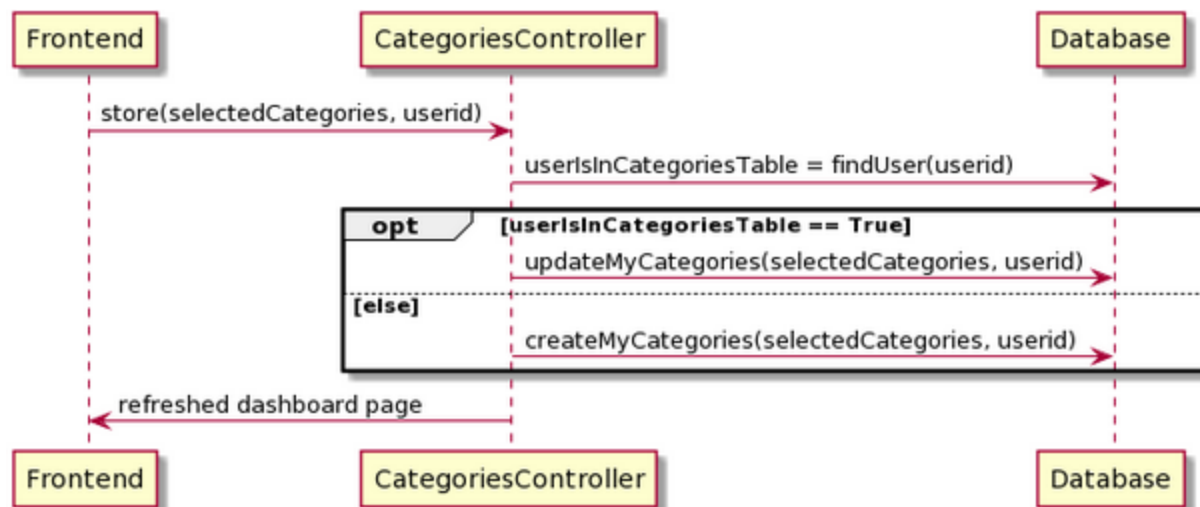 Frontend CategoriesController Database
store(selectedCategories, userid)
userIsInCategoriesTable = findUser(userid)
opt [userIsInCategoriesTable == True]
updateMyCategories(selectedCategories, userid)
[else]
createMyCategories(selectedCategories, userid)
refreshed dashboard page
Frontend CategoriesController Database